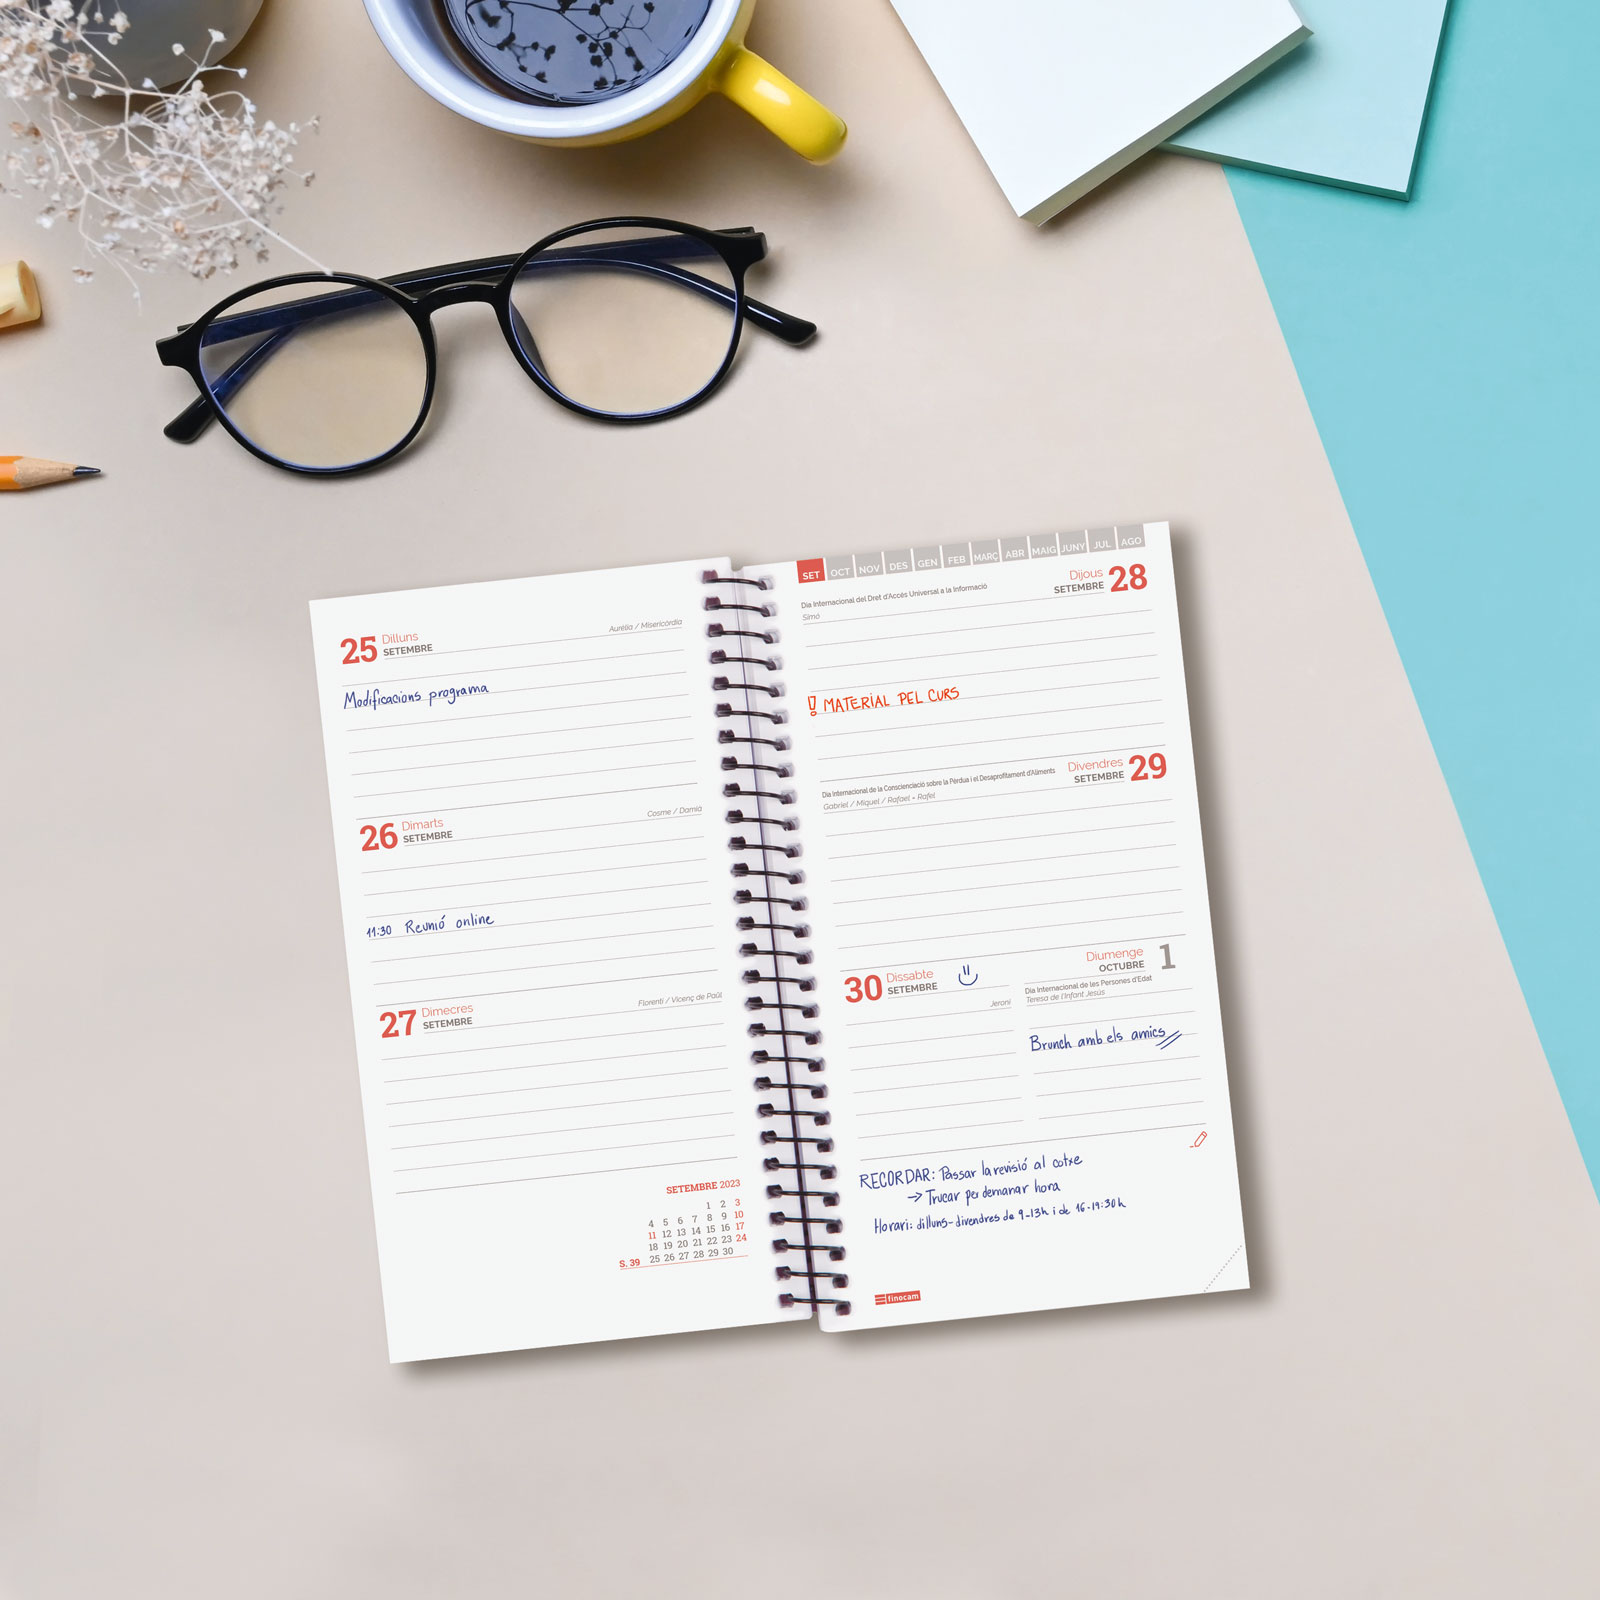 25 Dilluns
SETEMBRE
Aurèlia / Misericòrdia
Modificacions programa
26 Dimarts
SETEMBRE
Cosme / Damià
11:30 Reunió online
27 Dimecres
SETEMBRE
Florentí / Vicenç de Paül
SETEMBRE 2023
1 2 3
4 5 6 7 8 9 10
11 12 13 14 15 16 17
18 19 20 21 22 23 24
S. 39 25 26 27 28 29 30
SET OCT NOV DES GEN FEB MARÇ ABR MAIG JUNY JUL AGO
Dijous 28
SETEMBRE
Dia Internacional del Dret d'Accés Universal a la Informació
Simó
! MATERIAL PEL CURS
Divendres 29
SETEMBRE
Dia Internacional de la Conscienciació sobre la Pèrdua i el Desaprofitament d'Aliments
Gabriel / Miquel / Rafael - Rafel
30 Dissabte
SETEMBRE
Jeroni
Diumenge 1
OCTUBRE
Dia Internacional de les Persones d'Edat
Teresa de l'Infant Jesús
Brunch amb els amics
RECORDAR: Passar la revisió al cotxe
→ Trucar per demanar hora
Horari: dilluns-divendres de 9-13h i de 16-19:30h
finocam